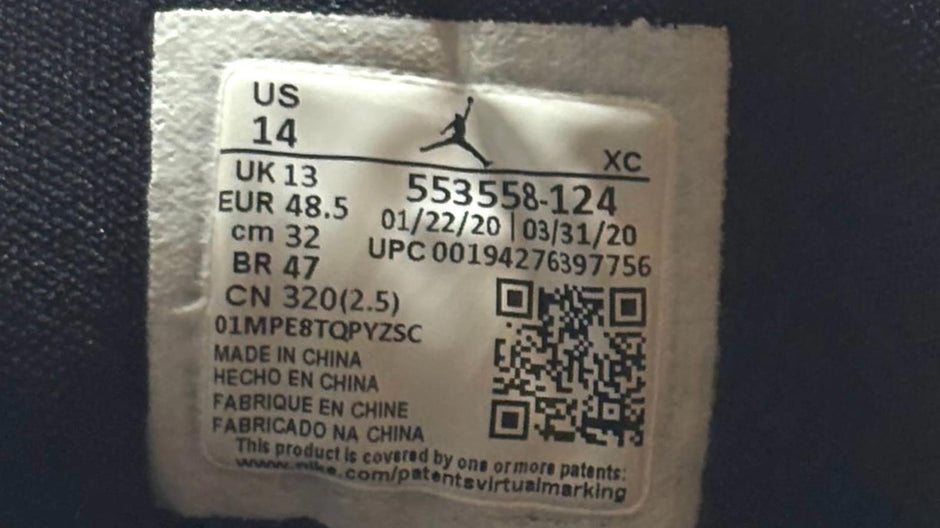 US
14
XC
UK 13
553558-124
EUR 48.5
01/22/20 | 03/31/20
cm 32
UPC 00194276397756
BR 47
CN 320(2.5)
01MPE8TQPYZSC
MADE IN CHINA
HECHO EN CHINA
FABRIQUE EN CHINE
FABRICADO NA CHINA
This product is covered by one or more patents:
www.nike.com/patentsvirtualmarking